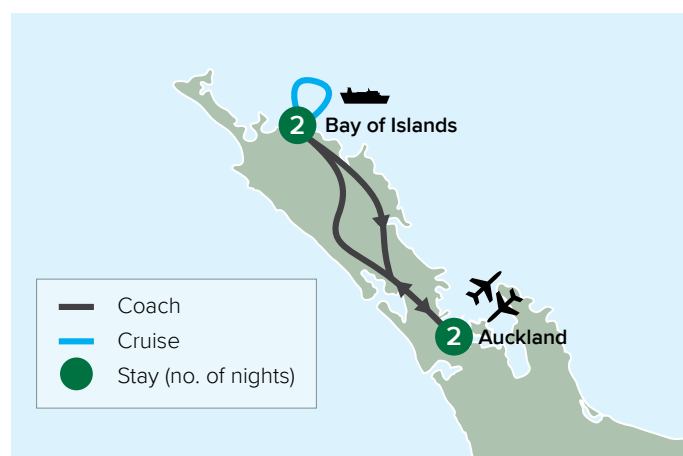 2 Bay of Islands
2 Auckland
Coach
Cruise
Stay (no. of nights)